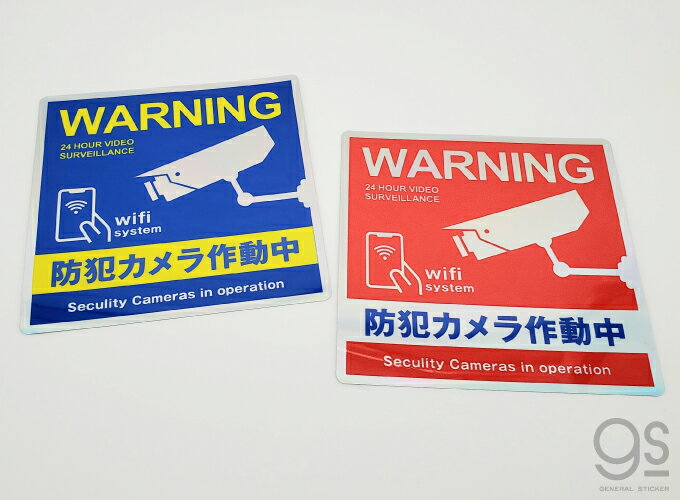 WARNING
24 HOUR VIDEO
SURVEILLANCE
wifi
system
防犯カメラ作動中
Seculity Cameras in operation
WARNING
24 HOUR VIDEO
SURVEILLANCE
wifi
system
防犯カメラ作動中
Seculity Cameras in operation
gs
GENERAL STICKER